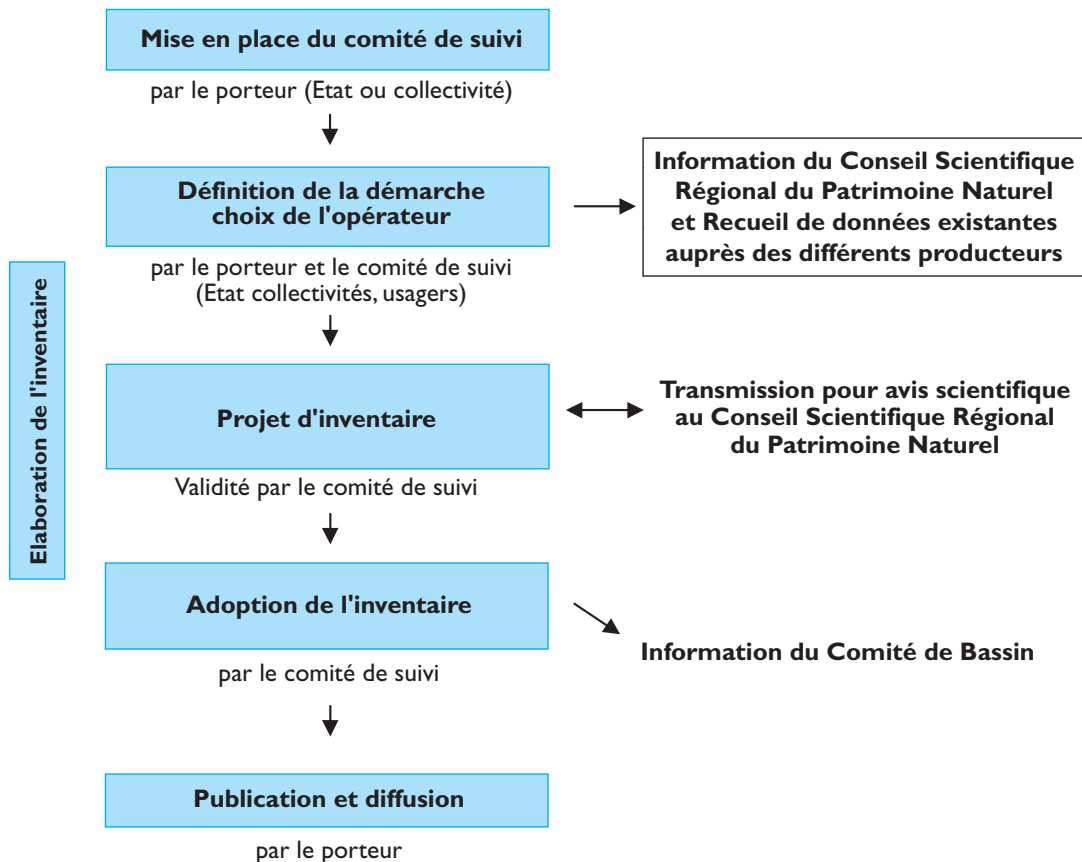 Mise en place du comité de suivi
par le porteur (Etat ou collectivité)
Définition de la démarche
choix de l'opérateur
par le porteur et le comité de suivi
(Etat collectivités, usagers)
Information du Conseil Scientifique
Régional du Patrimoine Naturel
et Recueil de données existantes
auprès des différents producteurs
Elaboration de l'inventaire
Projet d'inventaire
Validité par le comité de suivi
Transmission pour avis scientifique
au Conseil Scientifique Régional
du Patrimoine Naturel
Adoption de l'inventaire
par le comité de suivi
Information du Comité de Bassin
Publication et diffusion
par le porteur